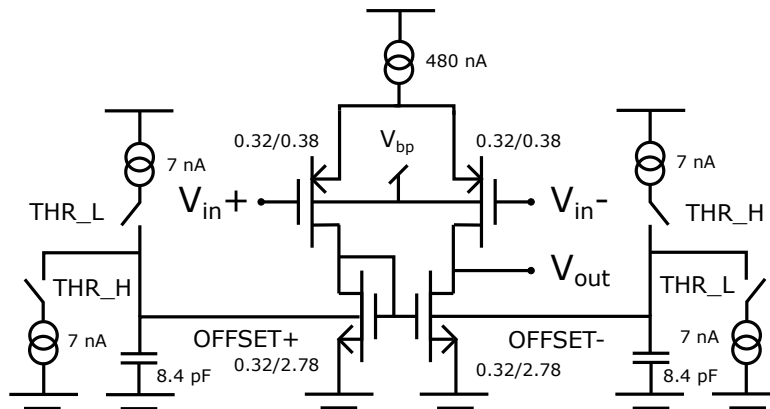 480 nA
0.32/0.38
V_bp
0.32/0.38
7 nA
7 nA
V_in+
V_in-
THR_L
THR_H
THR_H
V_out
THR_L
7 nA
OFFSET+
OFFSET-
7 nA
8.4 pF
0.32/2.78
0.32/2.78
8.4 pF